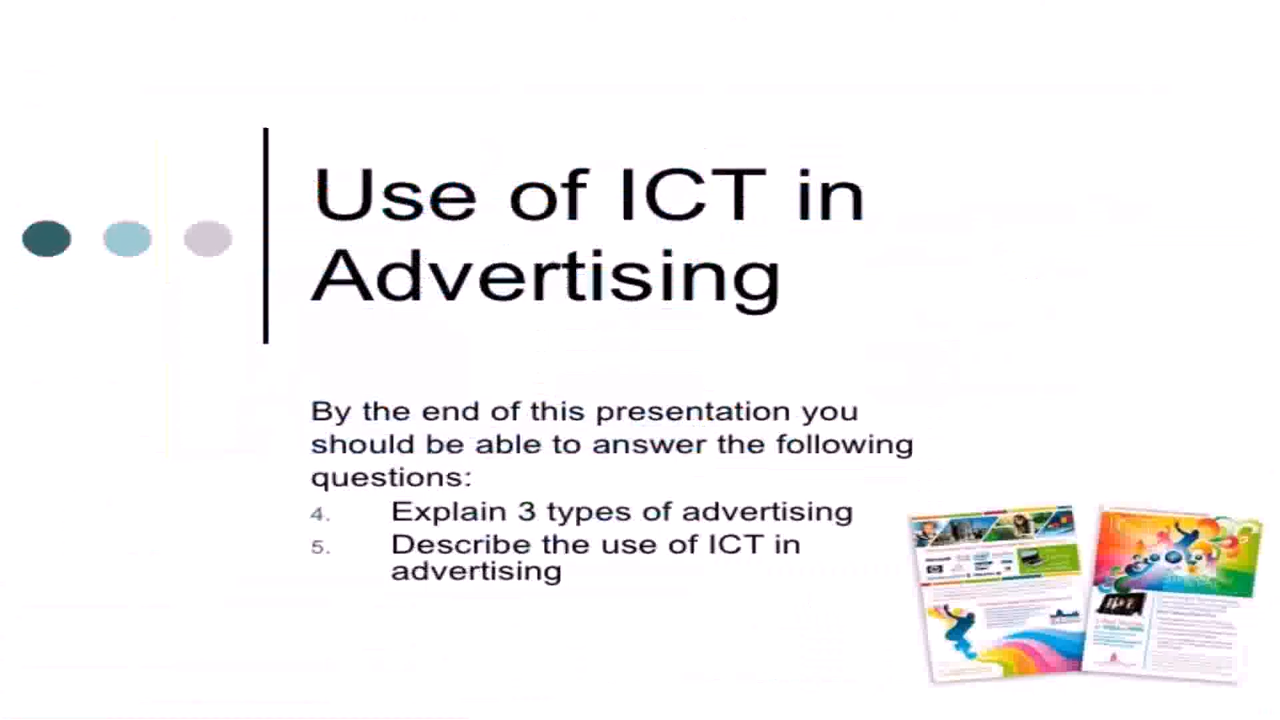 Use of ICT in
Advertising
By the end of this presentation you
should be able to answer the following
questions:
4. Explain 3 types of advertising
5. Describe the use of ICT in
advertising